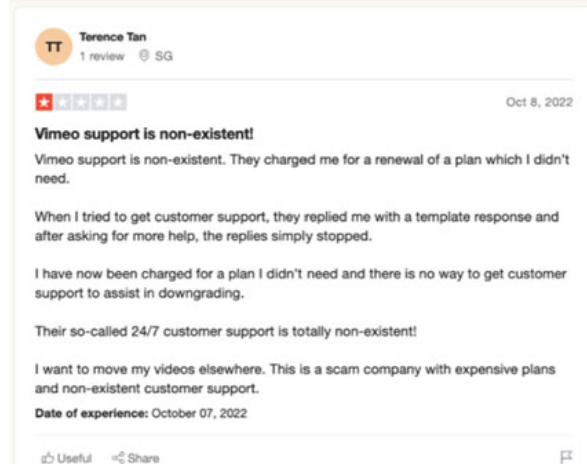 TT
Terence Tan
1 review SG
Oct 8, 2022
Vimeo support is non-existent!
Vimeo support is non-existent. They charged me for a renewal of a plan which I didn't
need.
When I tried to get customer support, they replied me with a template response and
after asking for more help, the replies simply stopped.
I have now been charged for a plan I didn't need and there is no way to get customer
support to assist in downgrading.
Their so-called 24/7 customer support is totally non-existent!
I want to move my videos elsewhere. This is a scam company with expensive plans
and non-existent customer support.
Date of experience: October 07, 2022
Useful Share